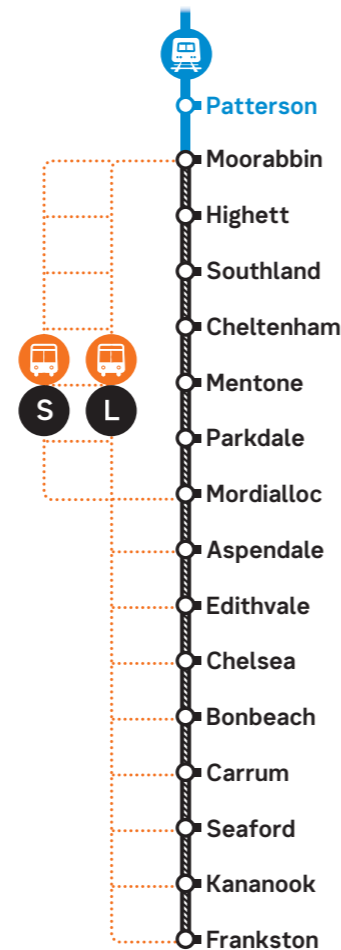 Patterson
Moorabbin
Highett
Southland
Cheltenham
Mentone
S L
Parkdale
Mordialloc
Aspendale
Edithvale
Chelsea
Bonbeach
Carrum
Seaford
Kananook
Frankston